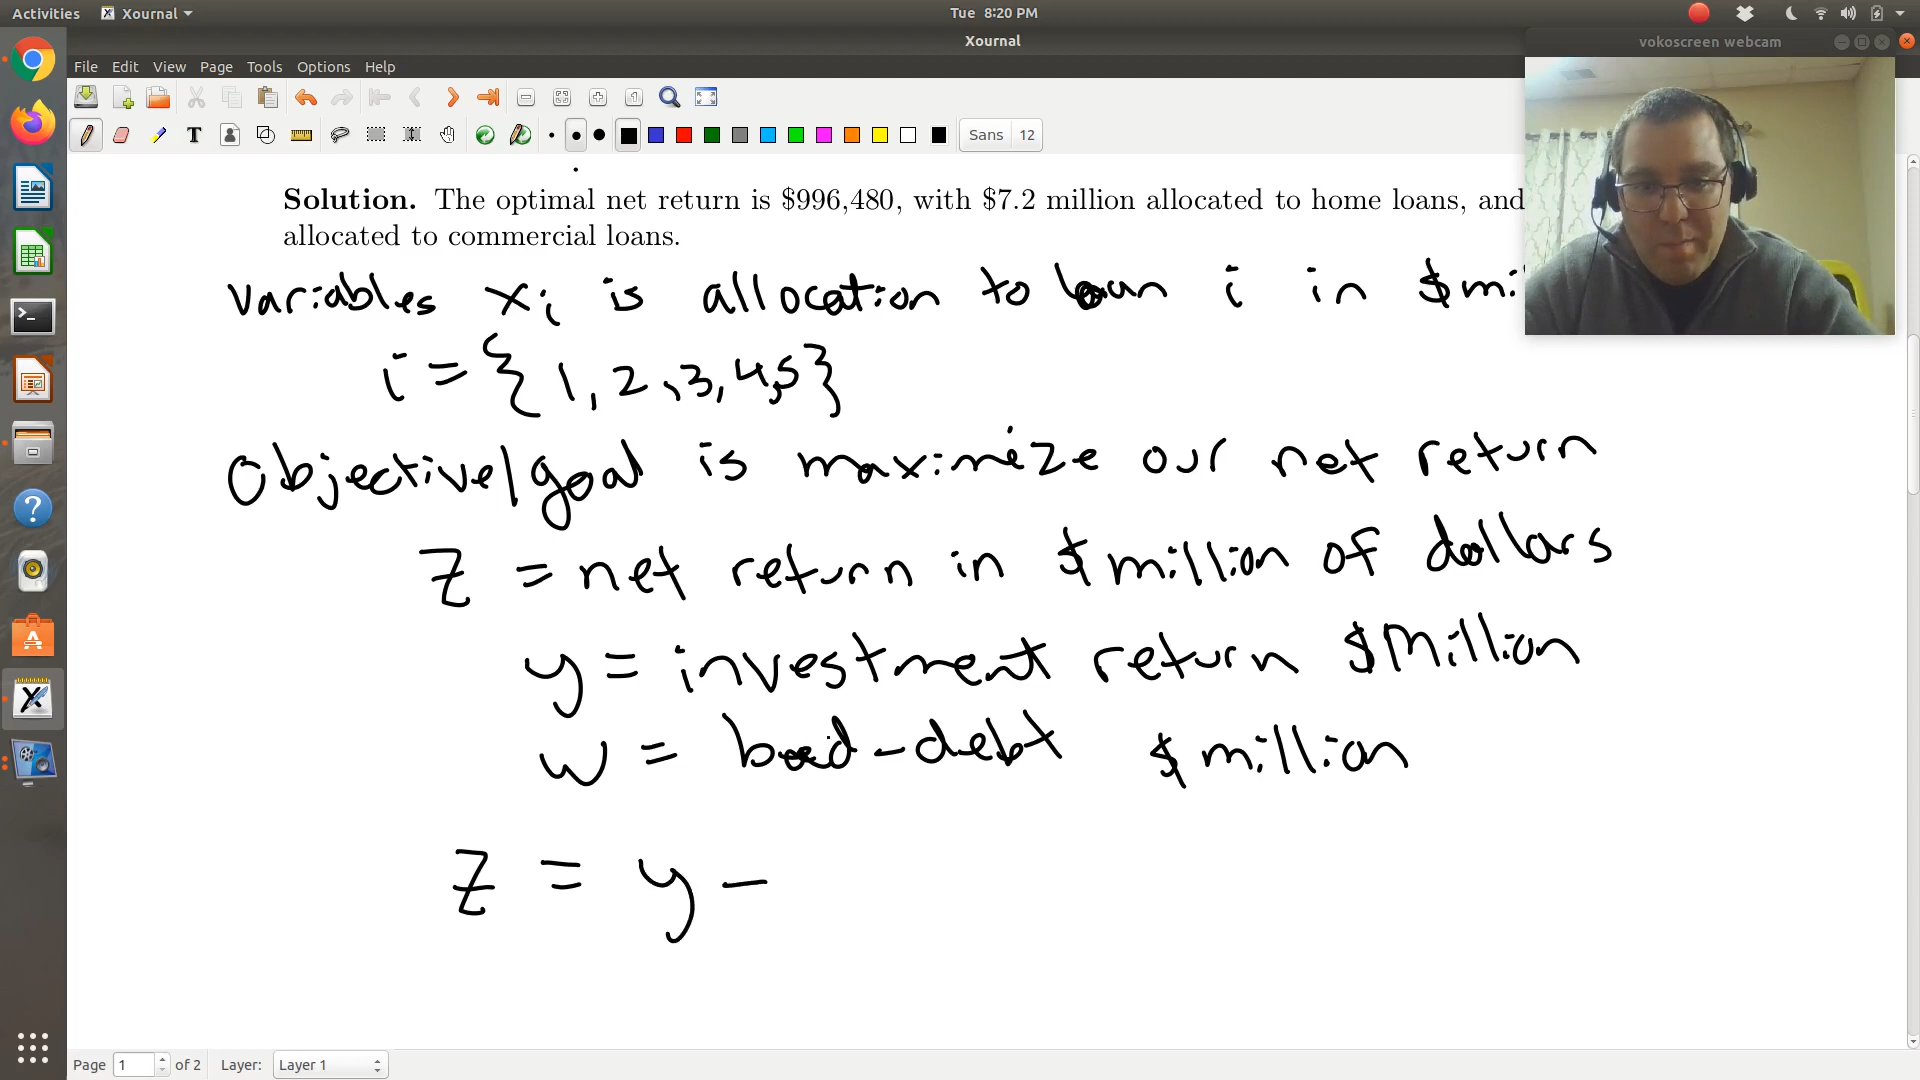 Activities Xournal Tue 8:20 PM
Xournal
vokoscreen webcam
File Edit View Page Tools Options Help
Sans 12
Solution. The optimal net return is $996,480, with $7.2 million allocated to home loans, and
allocated to commercial loans.
variables xi is allocation to loan i in $mi
i = {1, 2, 3, 4, 5}
Objective/goal is maximize our net return
z = net return in $million of dollars
y = investment return $Million
w = bad-debt $million
z = y -
Page 1 of 2 Layer: Layer 1